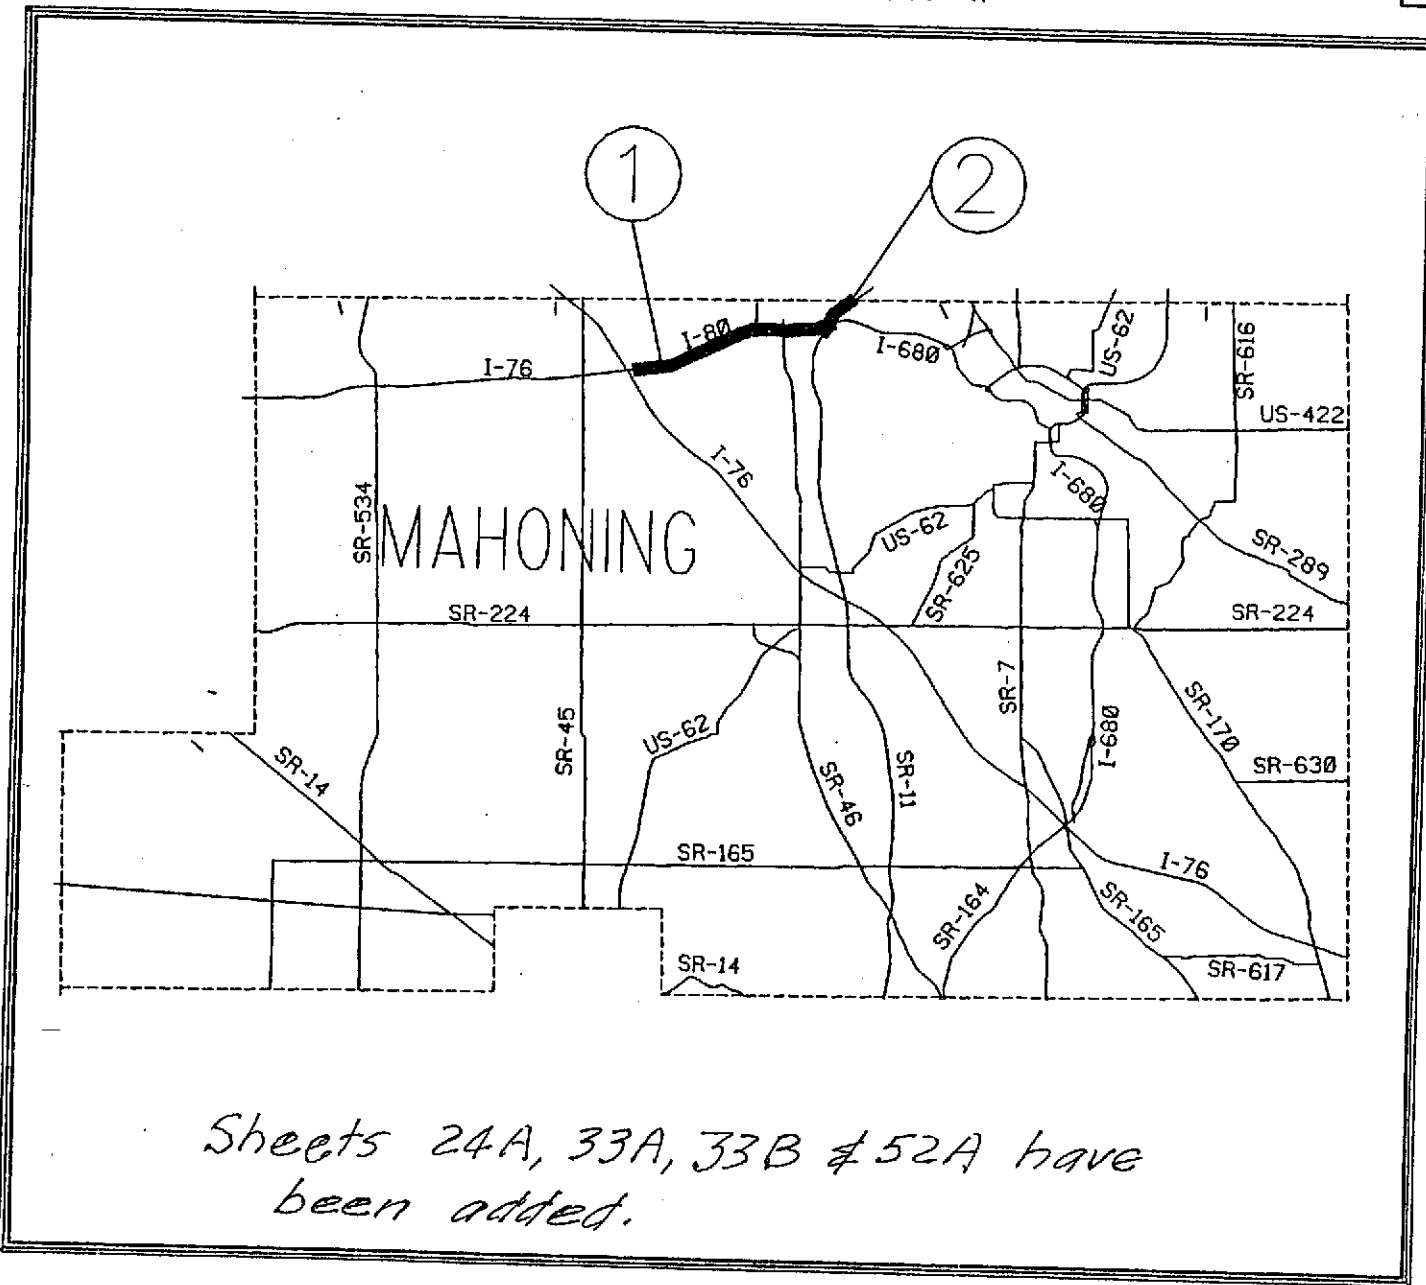 1
2
I-80
I-680
US-62
SR-616
I-76
US-422
I-76
I-680
SR-534
MAHONING
US-62
SR-625
SR-289
SR-224
SR-224
SR-7
SR-170
SR-45
US-62
I-680
SR-14
SR-46
SR-11
SR-630
SR-165
I-76
SR-164
SR-165
SR-14
SR-617
Sheets 24A, 33A, 33B & 52A have
been added.